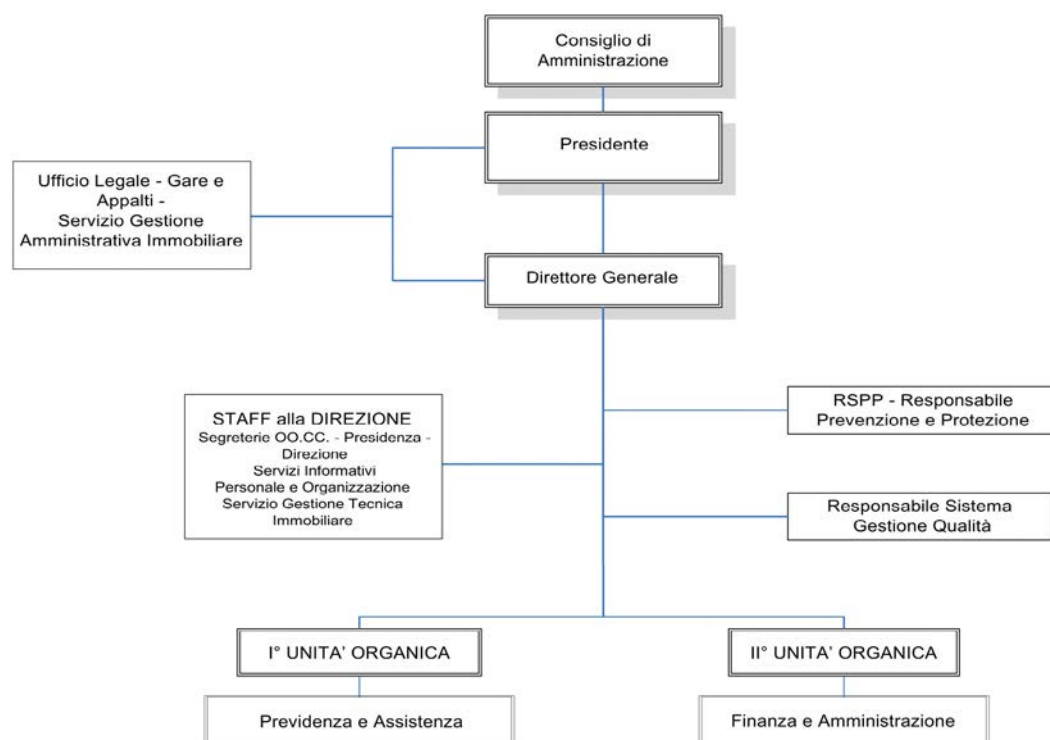 Consiglio di
Amministrazione
Presidente
Ufficio Legale - Gare e
Appalti -
Servizio Gestione
Amministrativa Immobiliare
Direttore Generale
STAFF alla DIREZIONE
Segreterie OO.CC. - Presidenza -
Direzione
Servizi Informativi
Personale e Organizzazione
Servizio Gestione Tecnica
Immobiliare
RSPP - Responsabile
Prevenzione e Protezione
Responsabile Sistema
Gestione Qualità
I° UNITA' ORGANICA
II° UNITA' ORGANICA
Previdenza e Assistenza
Finanza e Amministrazione